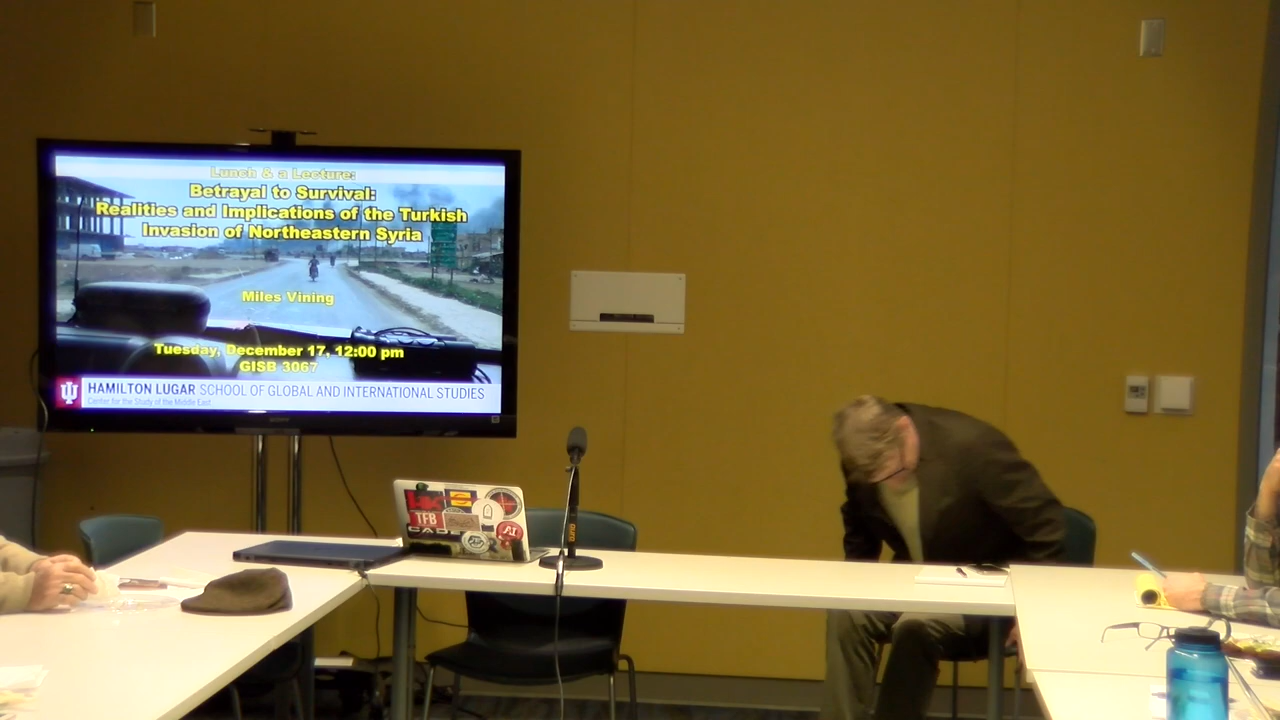 Lunch & a Lecture:
Betrayal to Survival:
Realities and Implications of the Turkish
Invasion of Northeastern Syria
Miles Vining
Tuesday, December 17, 12:00 pm
GISB 3067
HAMILTON LUGAR SCHOOL OF GLOBAL AND INTERNATIONAL STUDIES
Center for the Study of the Middle East
SONY
TFB